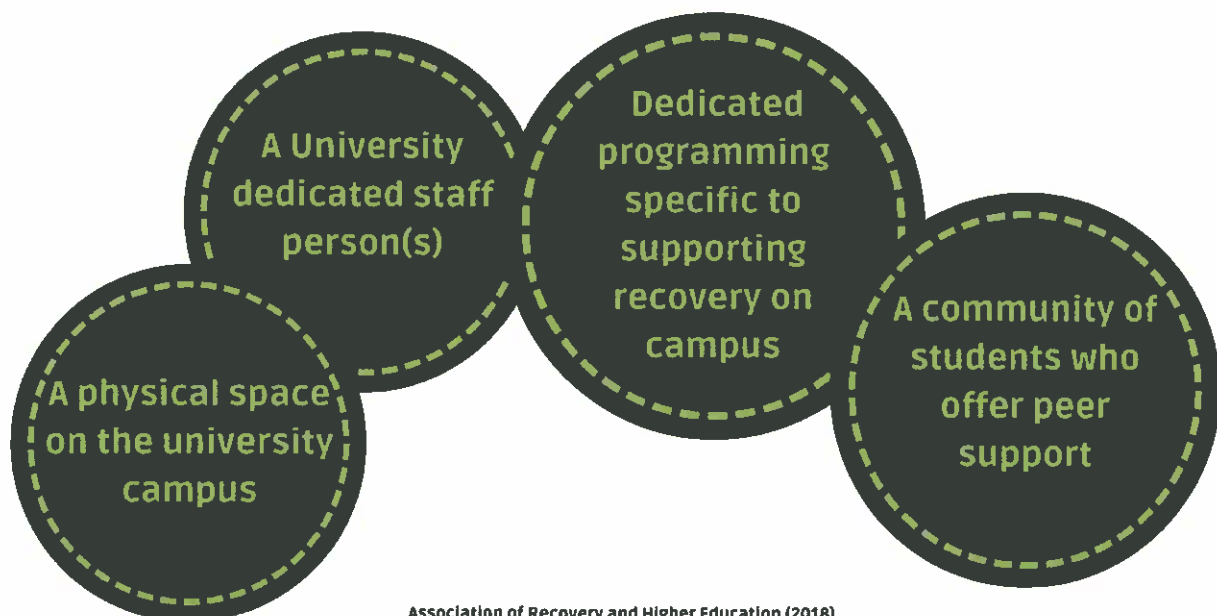 A University
dedicated staff
person(s)
Dedicated
programming
specific to
supporting
recovery on
campus
A community of
students who
offer peer
support
A physical space
on the university
campus
Association of Recovery and Higher Education (2018)